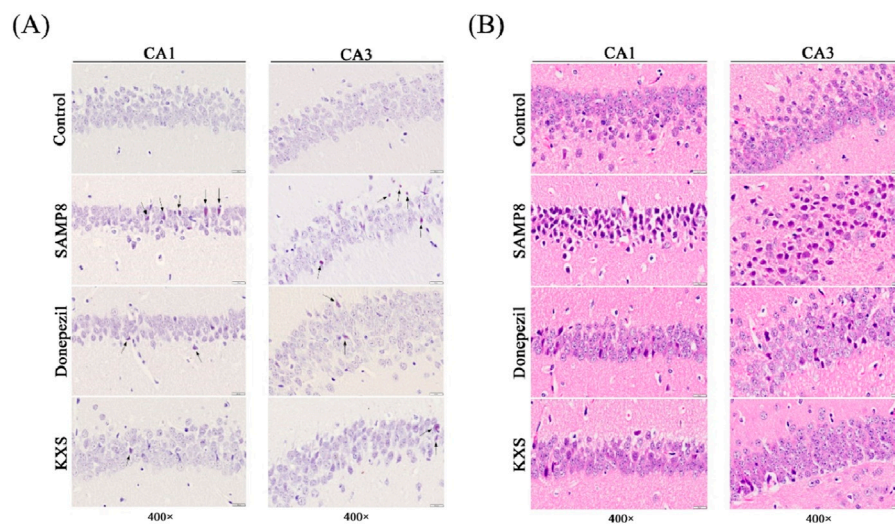 (A)
CA1 CA3
Control
SAMP8
Donepezil
KXS
400× 400×
(B)
CA1 CA3
Control
SAMP8
Donepezil
KXS
400× 400×